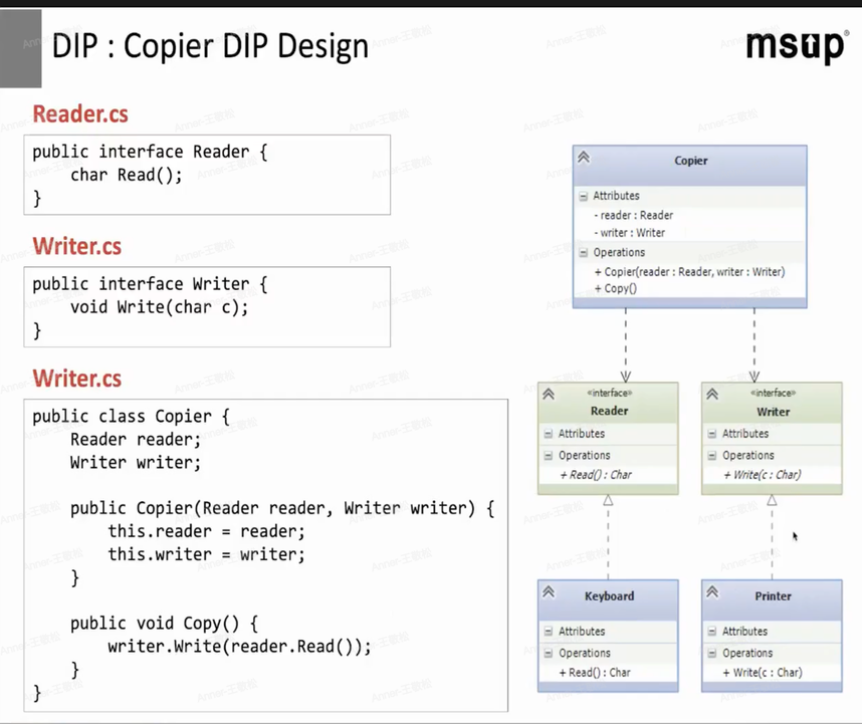 DIP : Copier DIP Design
msup®
Reader.cs
public interface Reader {
    char Read();
}
Writer.cs
public interface Writer {
    void Write(char c);
}
Writer.cs
public class Copier {
    Reader reader;
    Writer writer;

    public Copier(Reader reader, Writer writer) {
        this.reader = reader;
        this.writer = writer;
    }

    public void Copy() {
        writer.Write(reader.Read());
    }
}
Copier
Attributes
- reader : Reader
- writer : Writer
Operations
+ Copier(reader : Reader, writer : Writer)
+ Copy()
«interface»
Reader
Attributes
Operations
+ Read() : Char
«interface»
Writer
Attributes
Operations
+ Write(c : Char)
Keyboard
Attributes
Operations
+ Read() : Char
Printer
Attributes
Operations
+ Write(c : Char)